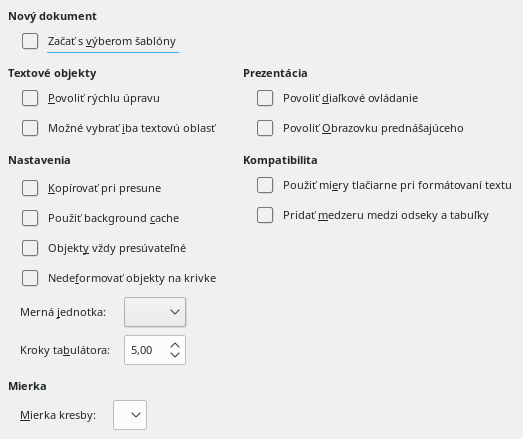 Nový dokument
Začať s výberom šablóny
Textové objekty
Povoliť rýchlu úpravu
Možné vybrať iba textovú oblasť
Prezentácia
Povoliť diaľkové ovládanie
Povoliť Obrazovku prednášajúceho
Nastavenia
Kopírovať pri presune
Použiť background cache
Objekty vždy presúvateľné
Nedeformovať objekty na krivke
Merná jednotka:
Kroky tabulátora: 5,00
Kompatibilita
Použiť miery tlačiarne pri formátovaní textu
Pridať medzeru medzi odseky a tabuľky
Mierka
Mierka kresby: